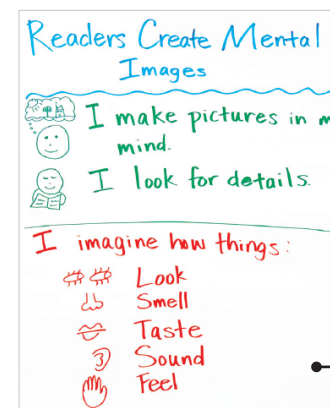 Readers Create Mental
Images
I make pictures in m
mind.
I look for details.
I imagine how things:
Look
Smell
Taste
Sound
Feel